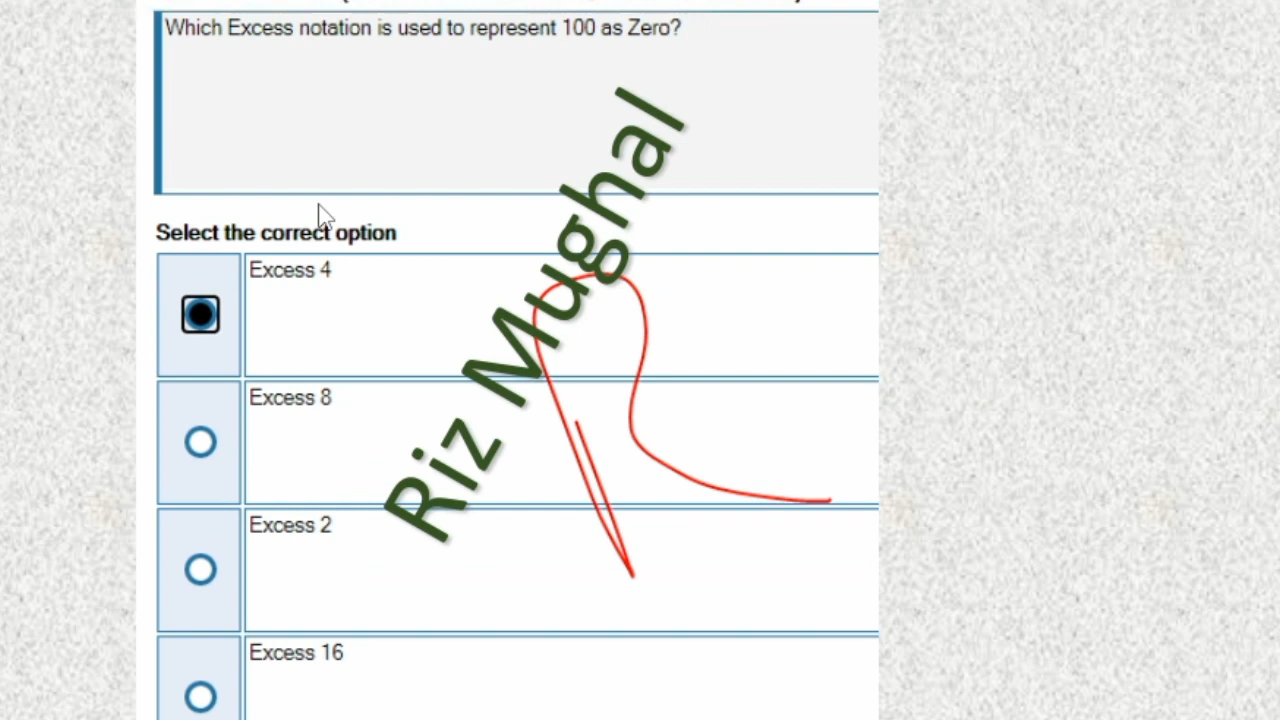 Which Excess notation is used to represent 100 as Zero?
Select the correct option
Excess 4
Excess 8
Excess 2
Excess 16
Riz Mughal